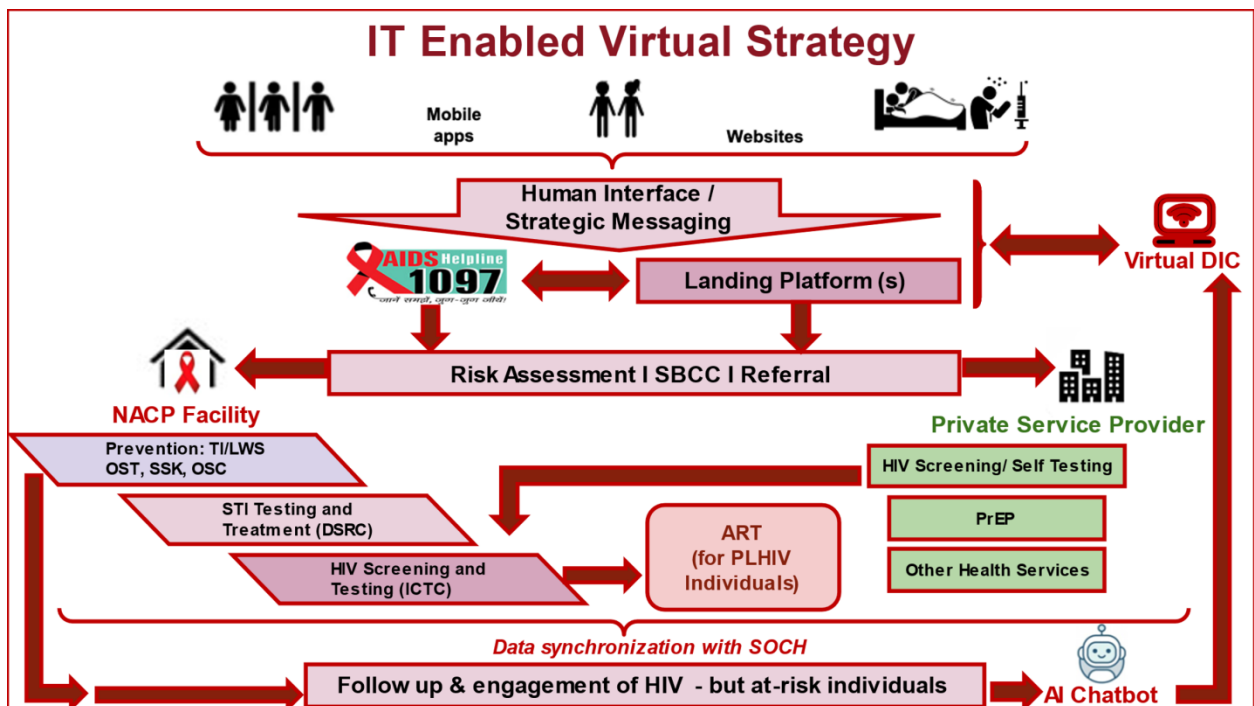 IT Enabled Virtual Strategy
Mobile
apps
Websites
Human Interface /
Strategic Messaging
AIDS Helpline
1097
जानें समझें, जुग-जुग जीयें!
Landing Platform (s)
Virtual DIC
Risk Assessment I SBCC I Referral
NACP Facility
Private Service Provider
Prevention: TI/LWS
OST, SSK, OSC
STI Testing and
Treatment (DSRC)
HIV Screening and
Testing (ICTC)
ART
(for PLHIV
Individuals)
HIV Screening/ Self Testing
PrEP
Other Health Services
Data synchronization with SOCH
Follow up & engagement of HIV - but at-risk individuals
AI Chatbot